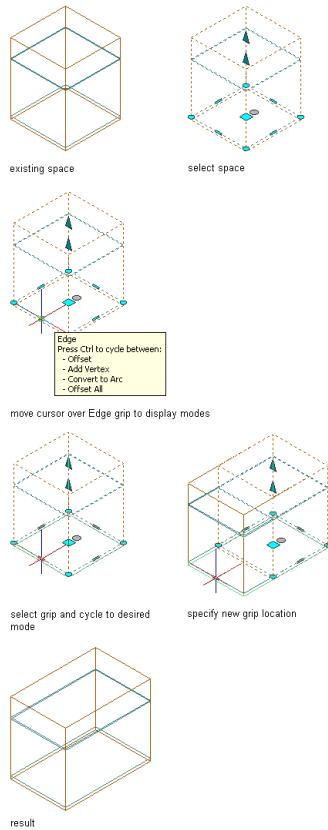 existing space
select space
Edge
Press Ctrl to cycle between:
- Offset
- Add Vertex
- Convert to Arc
- Offset All
move cursor over Edge grip to display modes
select grip and cycle to desired
mode
specify new grip location
result